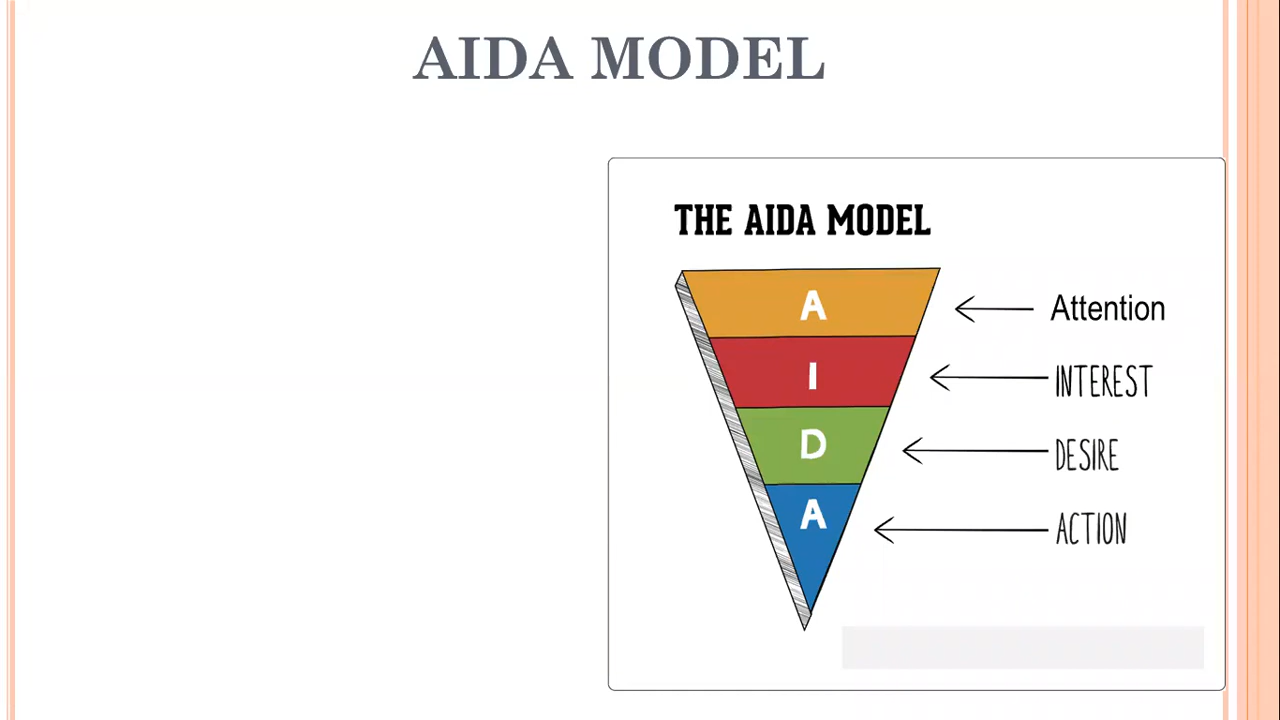 AIDA MODEL
THE AIDA MODEL
A
Attention
I
INTEREST
D
DESIRE
A
ACTION